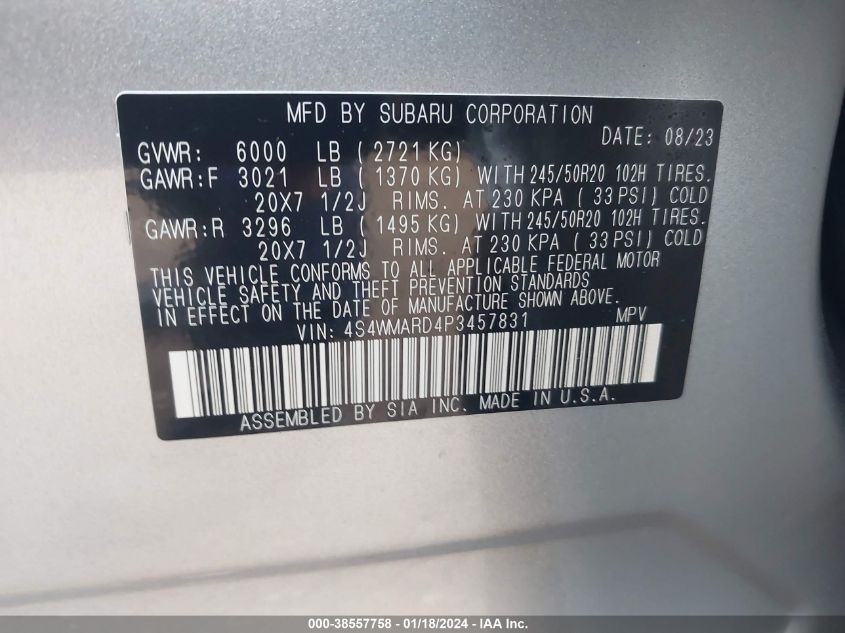 MFD BY SUBARU CORPORATION
DATE: 08/23
GVWR: 6000 LB ( 2721 KG)
GAWR:F 3021 LB ( 1370 KG) WITH 245/50R20 102H TIRES.
20X7 1/2J RIMS. AT 230 KPA ( 33 PSI) COLD
GAWR:R 3296 LB ( 1495 KG) WITH 245/50R20 102H TIRES.
20X7 1/2J RIMS. AT 230 KPA ( 33 PSI) COLD
THIS VEHICLE CONFORMS TO ALL APPLICABLE FEDERAL MOTOR
VEHICLE SAFETY AND THEFT PREVENTION STANDARDS
IN EFFECT ON THE DATE OF MANUFACTURE SHOWN ABOVE.
VIN: 4S4WMARD4P3457831 MPV
ASSEMBLED BY SIA INC. MADE IN U.S.A.
000-38557758 - 01/18/2024 - IAA Inc.